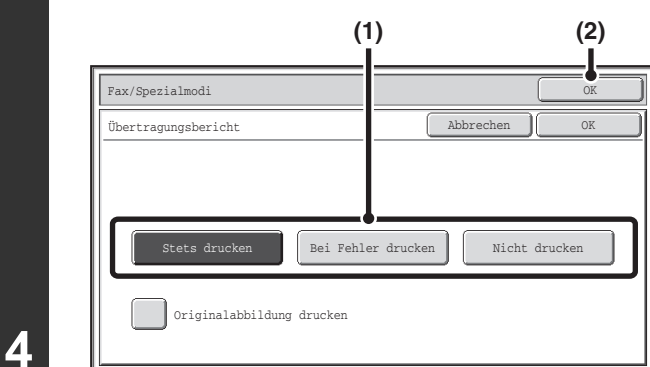 (1) (2)
Fax/Spezialmodi OK
Übertragungsbericht Abbrechen OK
Stets drucken Bei Fehler drucken Nicht drucken
Originalabbildung drucken
4